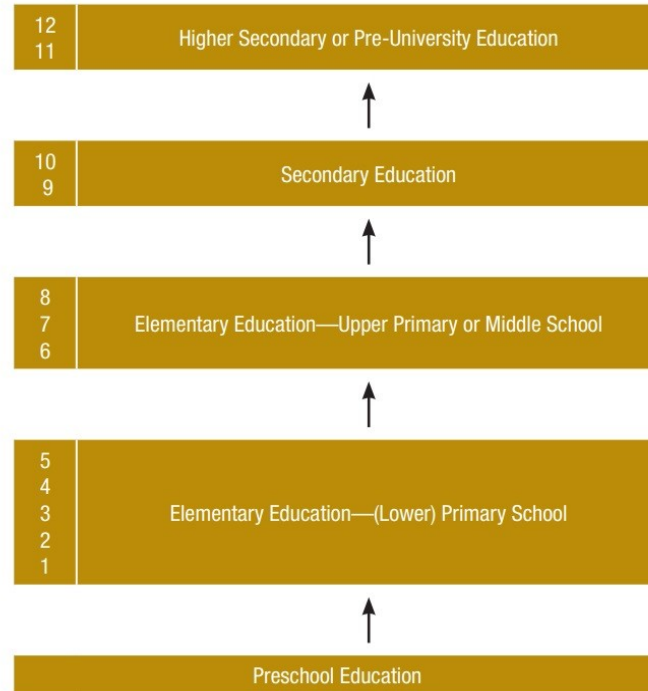 12
11
Higher Secondary or Pre-University Education
10
9
Secondary Education
8
7
6
Elementary Education—Upper Primary or Middle School
5
4
3
2
1
Elementary Education—(Lower) Primary School
Preschool Education